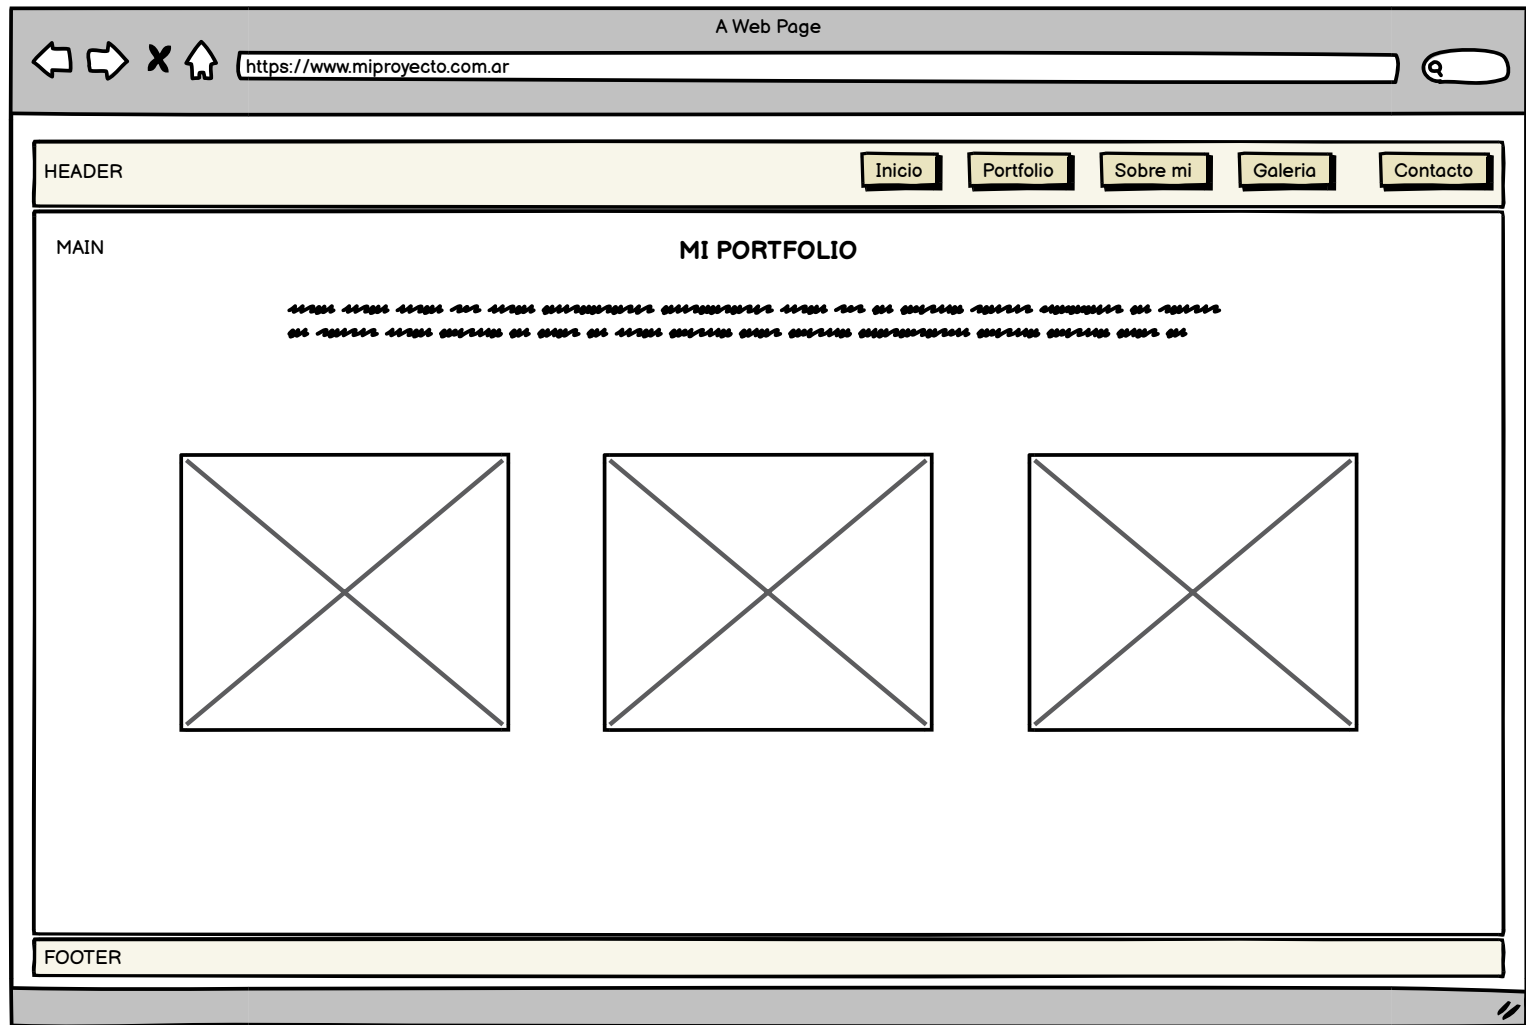 A Web Page
https://www.miproyecto.com.ar
HEADER
Inicio
Portfolio
Sobre mi
Galeria
Contacto
MAIN
MI PORTFOLIO
FOOTER